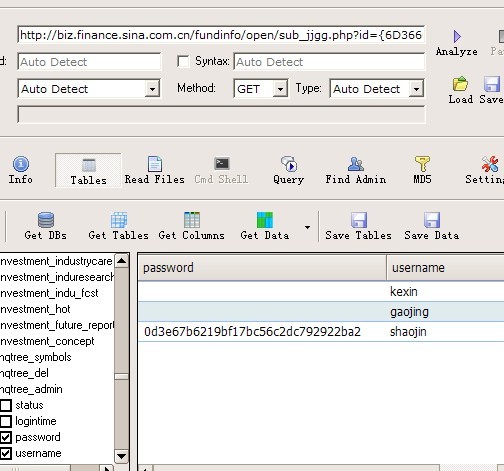 http://biz.finance.sina.com.cn/fundinfo/open/sub_jjgg.php?id={6D366
Analyze
d: Auto Detect Syntax: Auto Detect
Auto Detect Method: GET Type: Auto Detect
Load Save
Info Tables Read Files Cmd Shell Query Find Admin MD5 Setting
Get DBs Get Tables Get Columns Get Data Save Tables Save Data
nvestment_industrycare
nvestment_induresearch
nvestment_indu_fcst
nvestment_hot
nvestment_future_report
nvestment_concept
nqtree_symbols
nqtree_del
nqtree_admin
status
logintime
password
username
password username
kexin
gaojing
0d3e67b6219bf17bc56c2dc792922ba2 shaojin